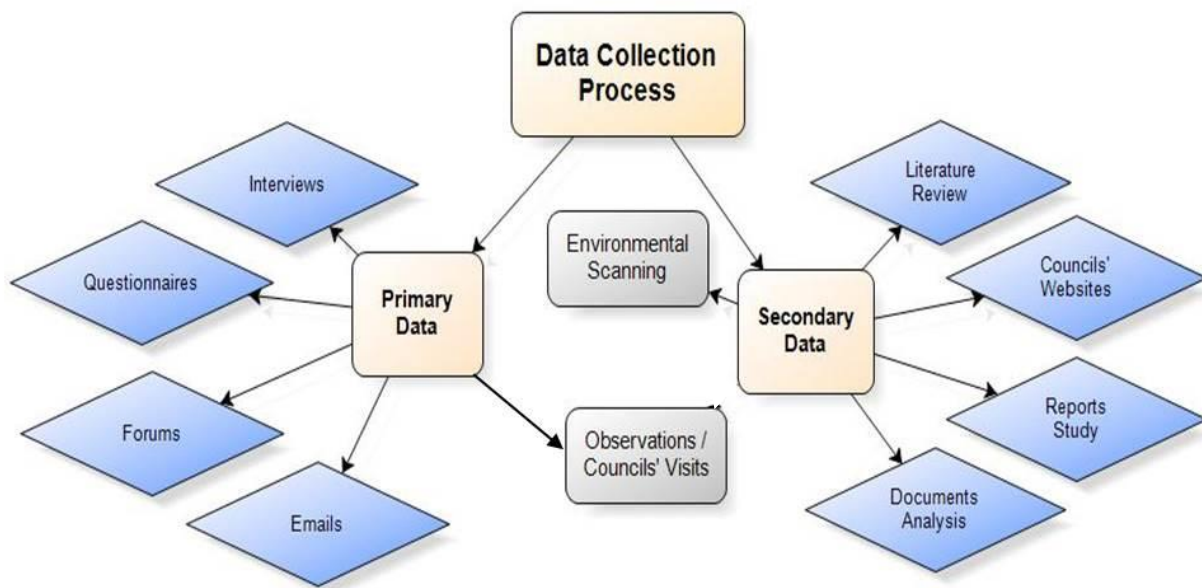 Data Collection
Process
Interviews
Literature
Review
Environmental
Scanning
Councils'
Websites
Questionnaires
Primary
Data
Secondary
Data
Forums
Observations /
Councils' Visits
Reports
Study
Emails
Documents
Analysis